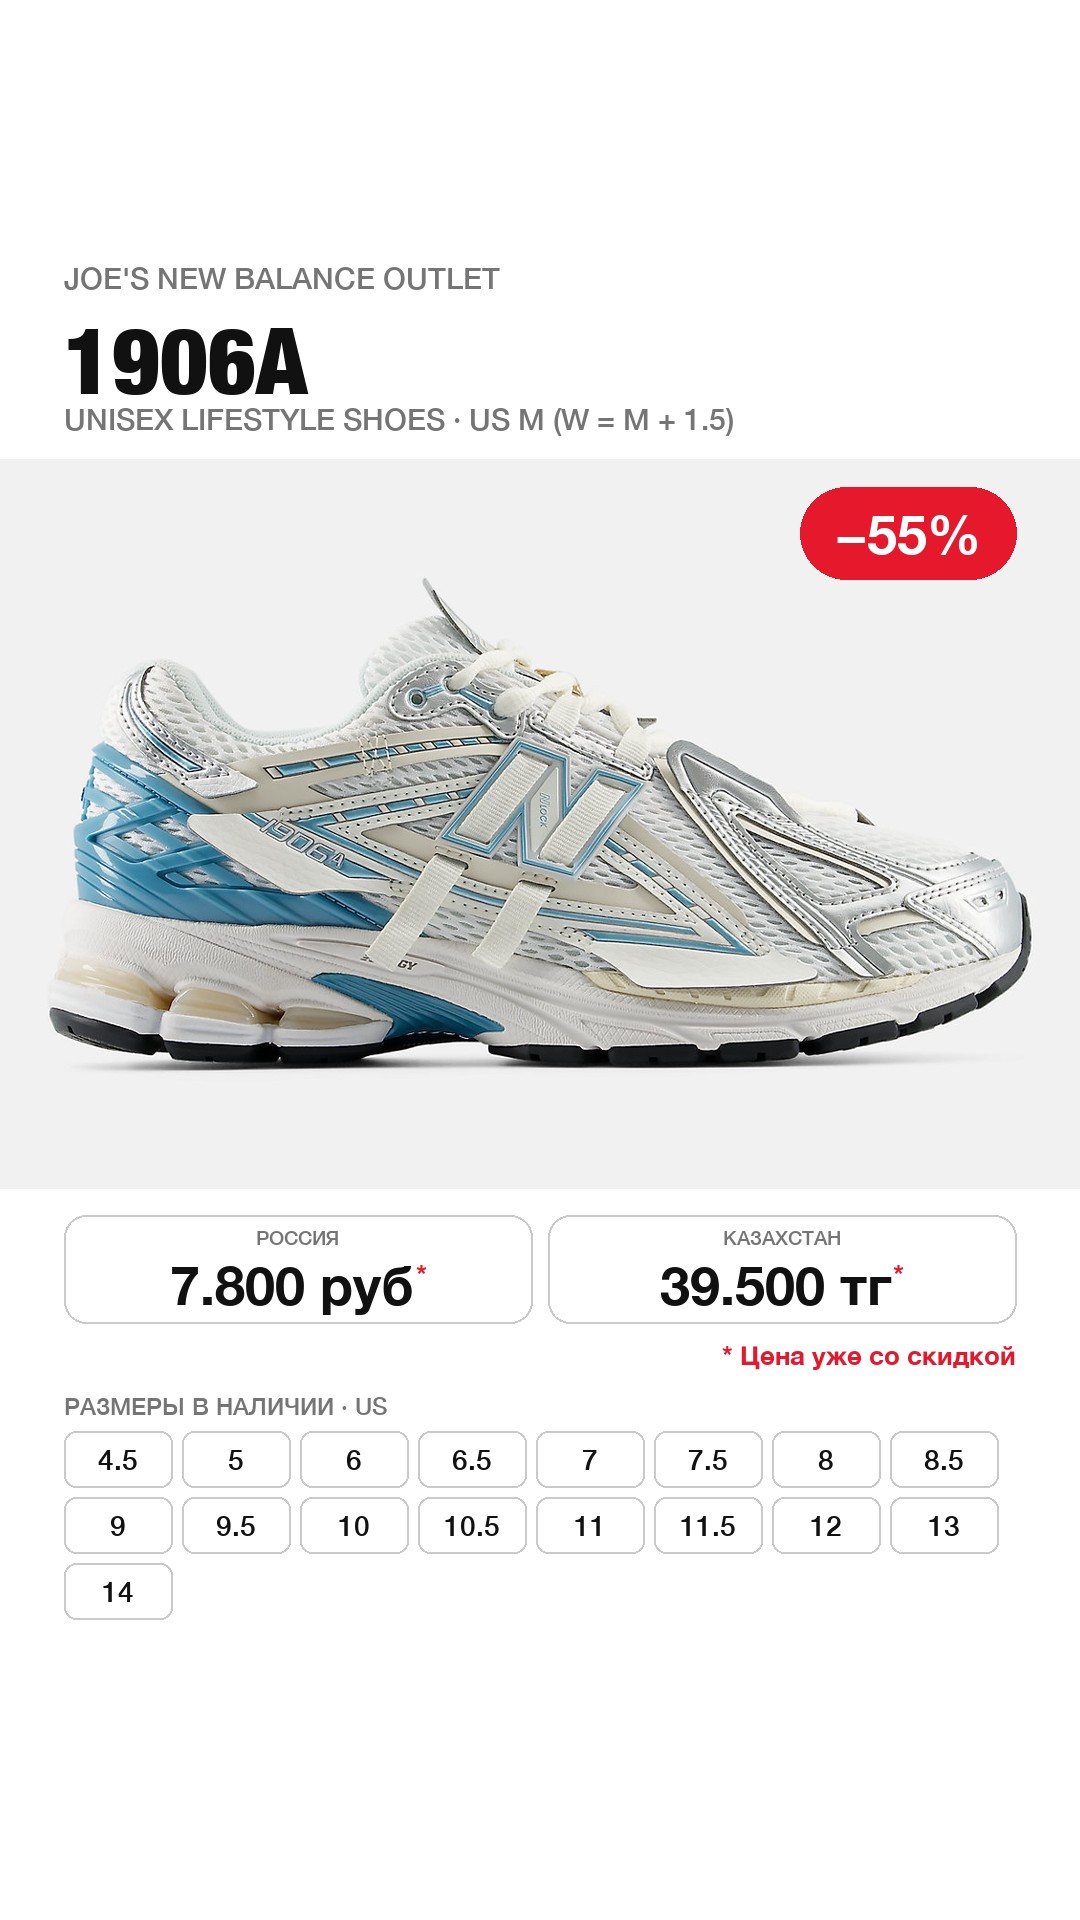 JOE'S NEW BALANCE OUTLET
1906A
UNISEX LIFESTYLE SHOES · US M (W = M + 1.5)
–55%
1906A
N LOCK
GY
РОССИЯ
7.800 руб*
КАЗАХСТАН
39.500 тг*
* Цена уже со скидкой
РАЗМЕРЫ В НАЛИЧИИ · US
4.5 5 6 6.5 7 7.5 8 8.5
9 9.5 10 10.5 11 11.5 12 13
14